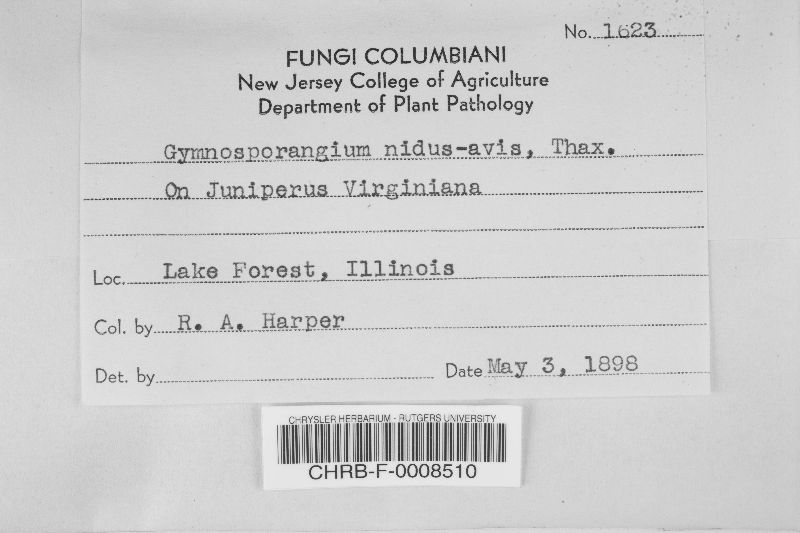 No. 1623
FUNGI COLUMBIANI
New Jersey College of Agriculture
Department of Plant Pathology
Gymnosporangium nidus-avis, Thax.
On Juniperus Virginiana
Loc. Lake Forest, Illinois
Col. by R. A. Harper
Det. by Date May 3, 1898
CHRYSLER HERBARIUM - RUTGERS UNIVERSITY
CHRB-F-0008510